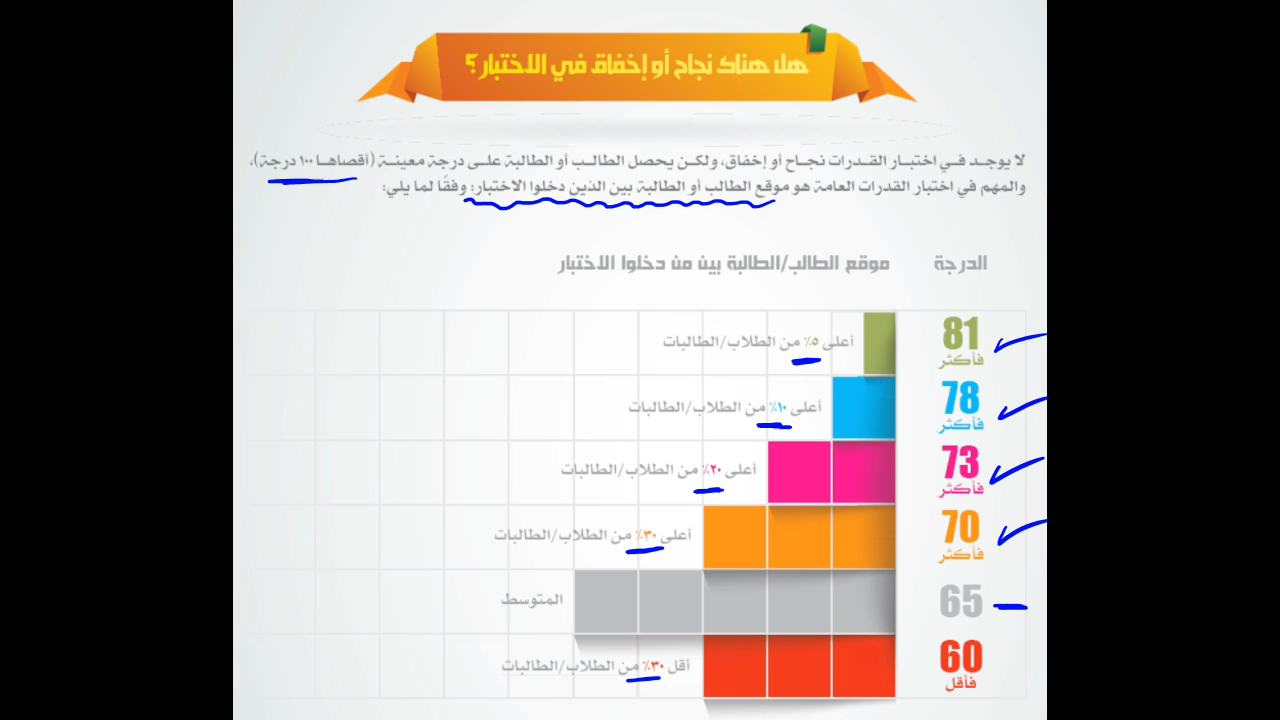 هل هناك نجاح أو إخفاق في الاختبار؟
لا يوجد في اختبار القدرات نجاح أو إخفاق، ولكن يحصل الطالب أو الطالبة على درجة معينة (أقصاها ١٠٠ درجة)،
والمهم في اختبار القدرات العامة هو موقع الطالب أو الطالبة بين الذين دخلوا الاختبار؛ وفقًا لما يلي:
الدرجة موقع الطالب/الطالبة بين من دخلوا الاختبار
81 فأكثر أعلى ٥٪ من الطلاب/الطالبات
78 فأكثر أعلى ١٠٪ من الطلاب/الطالبات
73 فأكثر أعلى ٢٠٪ من الطلاب/الطالبات
70 فأكثر أعلى ٣٠٪ من الطلاب/الطالبات
65 المتوسط
60 فأقل أقل ٣٠٪ من الطلاب/الطالبات